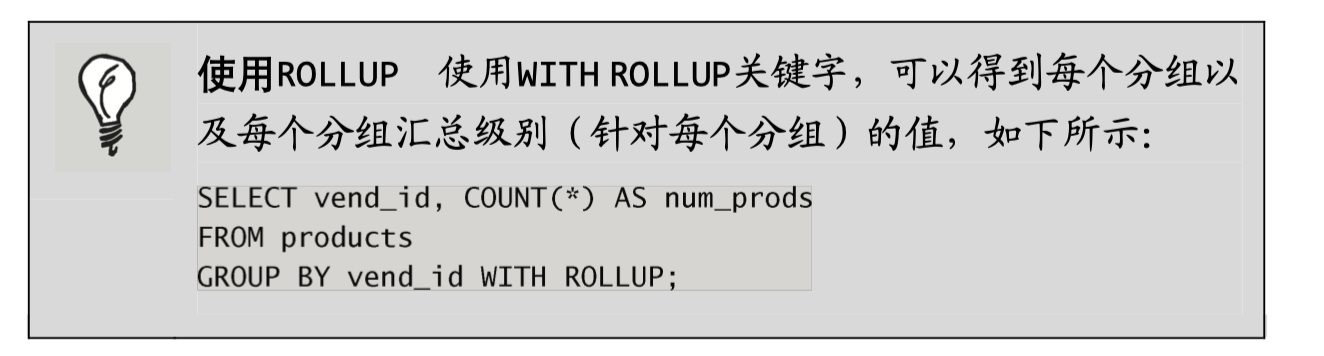 使用ROLLUP 使用WITH ROLLUP关键字，可以得到每个分组以
及每个分组汇总级别（针对每个分组）的值，如下所示：
SELECT vend_id, COUNT(*) AS num_prods
FROM products
GROUP BY vend_id WITH ROLLUP;